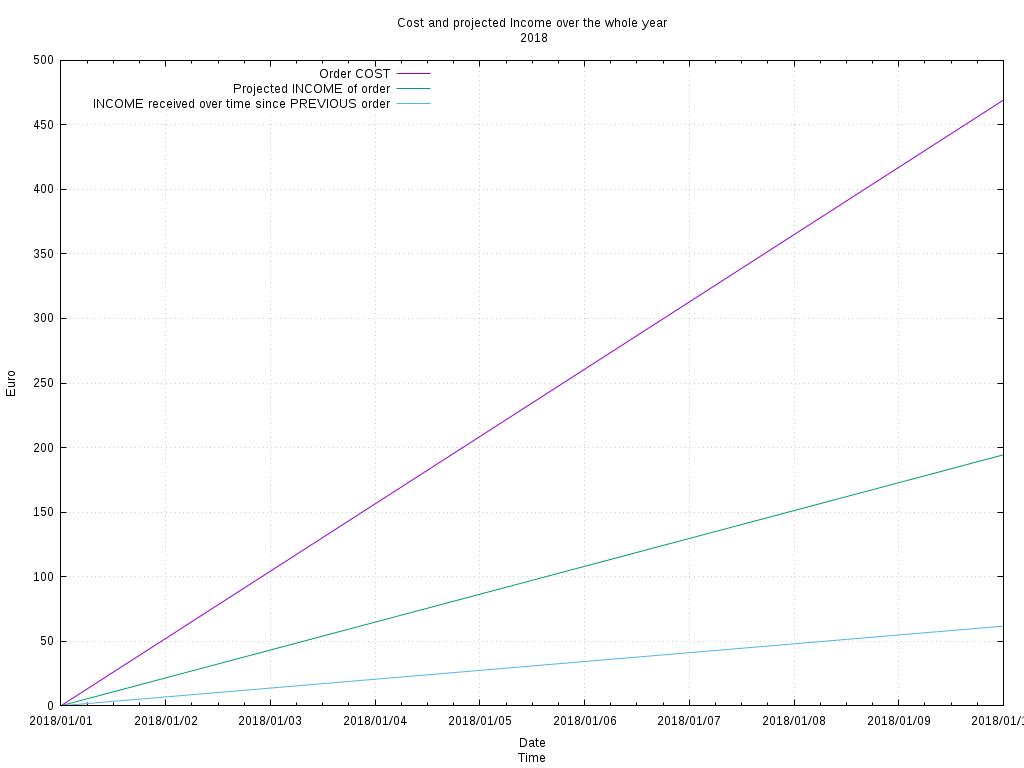 Cost and projected Income over the whole year
2018
Order COST
Projected INCOME of order
INCOME received over time since PREVIOUS order
500
450
400
350
300
250
200
150
100
50
0
Euro
2018/01/01 2018/01/02 2018/01/03 2018/01/04 2018/01/05 2018/01/06 2018/01/07 2018/01/08 2018/01/09 2018/01/1
Date
Time